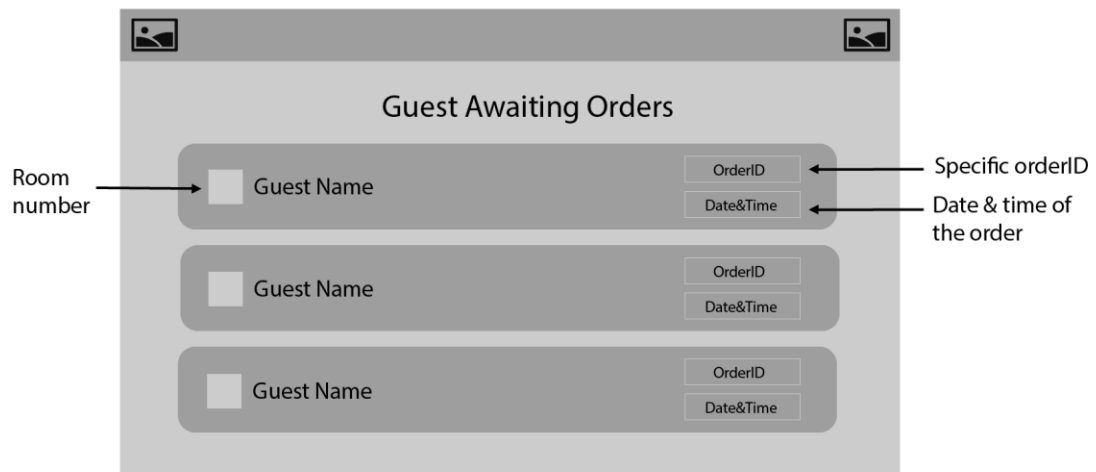 Guest Awaiting Orders
Room
number
Guest Name
OrderID
Date&Time
Specific orderID
Date & time of
the order
Guest Name
OrderID
Date&Time
Guest Name
OrderID
Date&Time